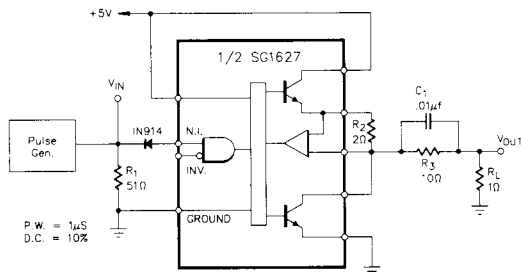 +5V
1/2 SG1627
VIN
Pulse
Gen.
IN914
N.I.
INV.
R1
51Ω
GROUND
P.W. = 1µS
D.C. = 10%
R2
2Ω
C1
.01µf
R3
10Ω
VOUT
RL
1Ω